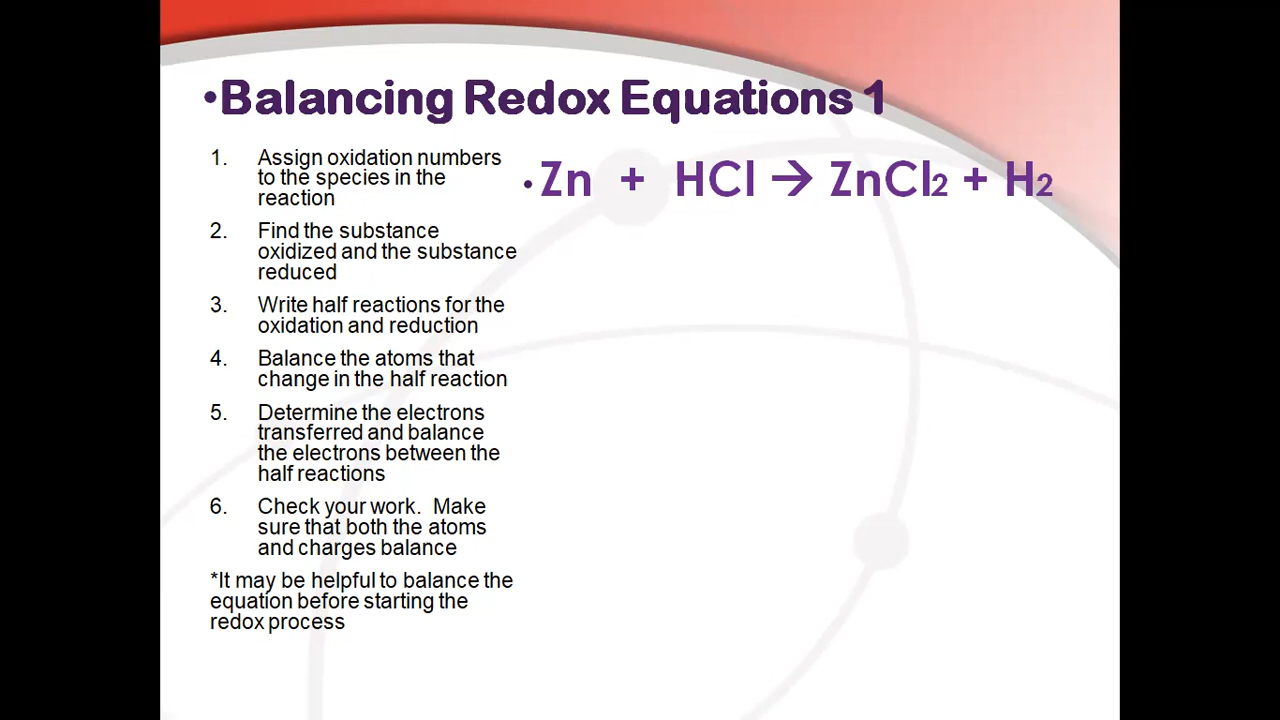 •Balancing Redox Equations 1
1. Assign oxidation numbers
to the species in the
reaction
2. Find the substance
oxidized and the substance
reduced
3. Write half reactions for the
oxidation and reduction
4. Balance the atoms that
change in the half reaction
5. Determine the electrons
transferred and balance
the electrons between the
half reactions
6. Check your work.  Make
sure that both the atoms
and charges balance
*It may be helpful to balance the
equation before starting the
redox process
•Zn + HCl → ZnCl₂ + H₂